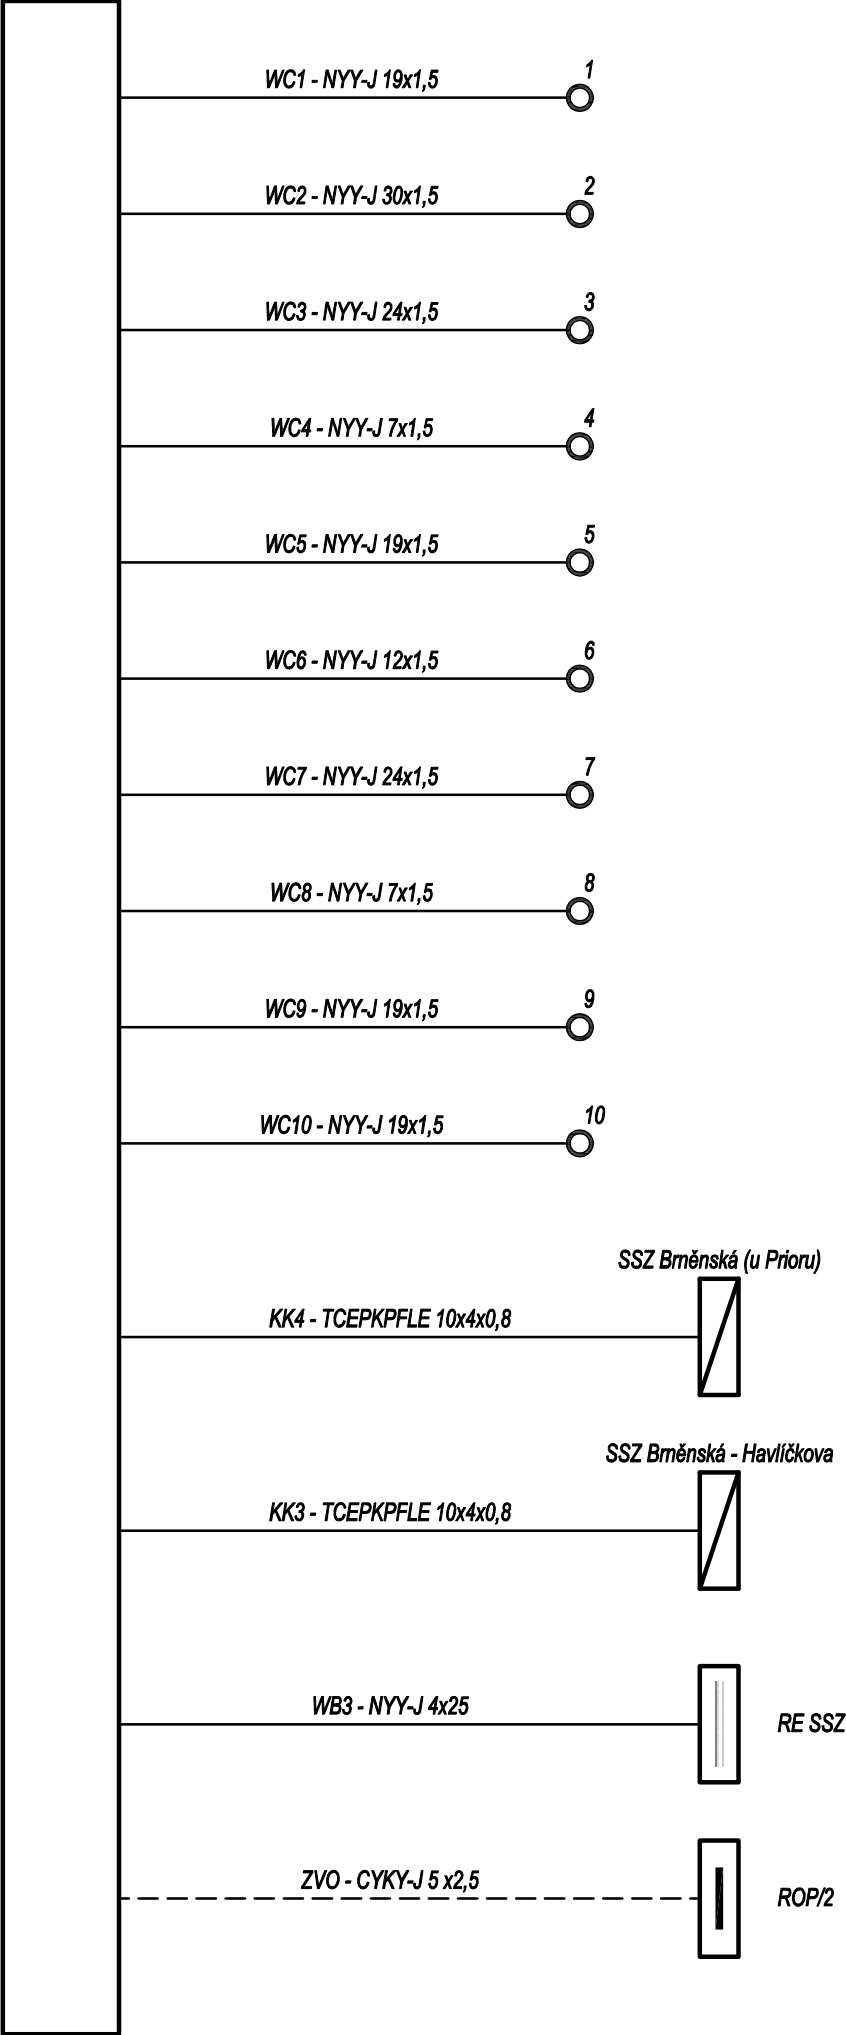 1
WC1 - NYY-J 19x1,5
2
WC2 - NYY-J 30x1,5
3
WC3 - NYY-J 24x1,5
4
WC4 - NYY-J 7x1,5
5
WC5 - NYY-J 19x1,5
6
WC6 - NYY-J 12x1,5
7
WC7 - NYY-J 24x1,5
8
WC8 - NYY-J 7x1,5
9
WC9 - NYY-J 19x1,5
10
WC10 - NYY-J 19x1,5
SSZ Brněnská (u Prioru)
KK4 - TCEPKPFLE 10x4x0,8
SSZ Brněnská - Havlíčkova
KK3 - TCEPKPFLE 10x4x0,8
WB3 - NYY-J 4x25
RE SSZ
ZVO - CYKY-J 5 x2,5
ROP/2